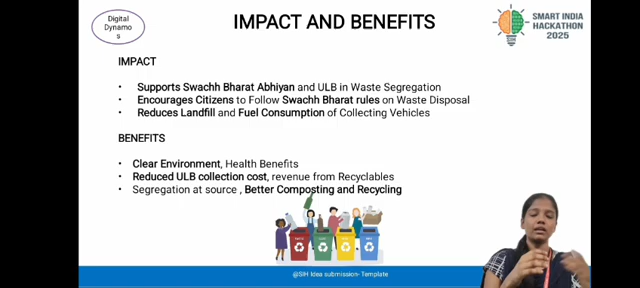 Digital
Dynamo
s
IMPACT AND BENEFITS
SMART INDIA
HACKATHON
2025
SIH
IMPACT
• Supports Swachh Bharat Abhiyan and ULB in Waste Segregation
• Encourages Citizens to Follow Swachh Bharat rules on Waste Disposal
• Reduces Landfill and Fuel Consumption of Collecting Vehicles
BENEFITS
• Clear Environment, Health Benefits
• Reduced ULB collection cost, revenue from Recyclables
• Segregation at source , Better Composting and Recycling
@SIH Idea submission- Template